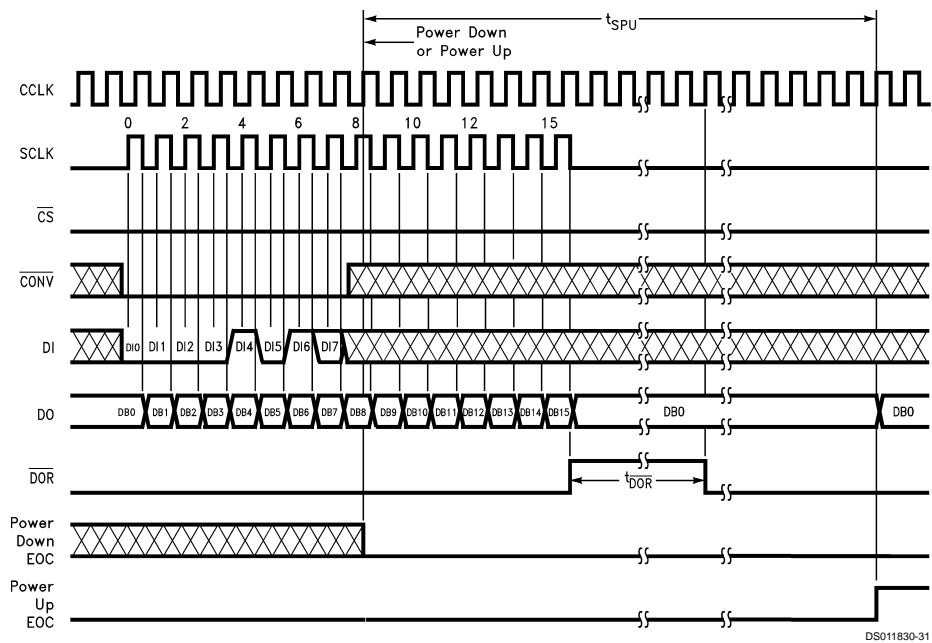 tSPU
Power Down
or Power Up
CCLK
0 2 4 6 8 10 12 15
SCLK
CS
CONV
DI DI0 DI1 DI2 DI3 DI4 DI5 DI6 DI7
DO DB0 DB1 DB2 DB3 DB4 DB5 DB6 DB7 DB8 DB9 DB10 DB11 DB12 DB13 DB14 DB15 DB0 DB0
DOR tDOR
Power
Down
EOC
Power
Up
EOC
DS011830-31